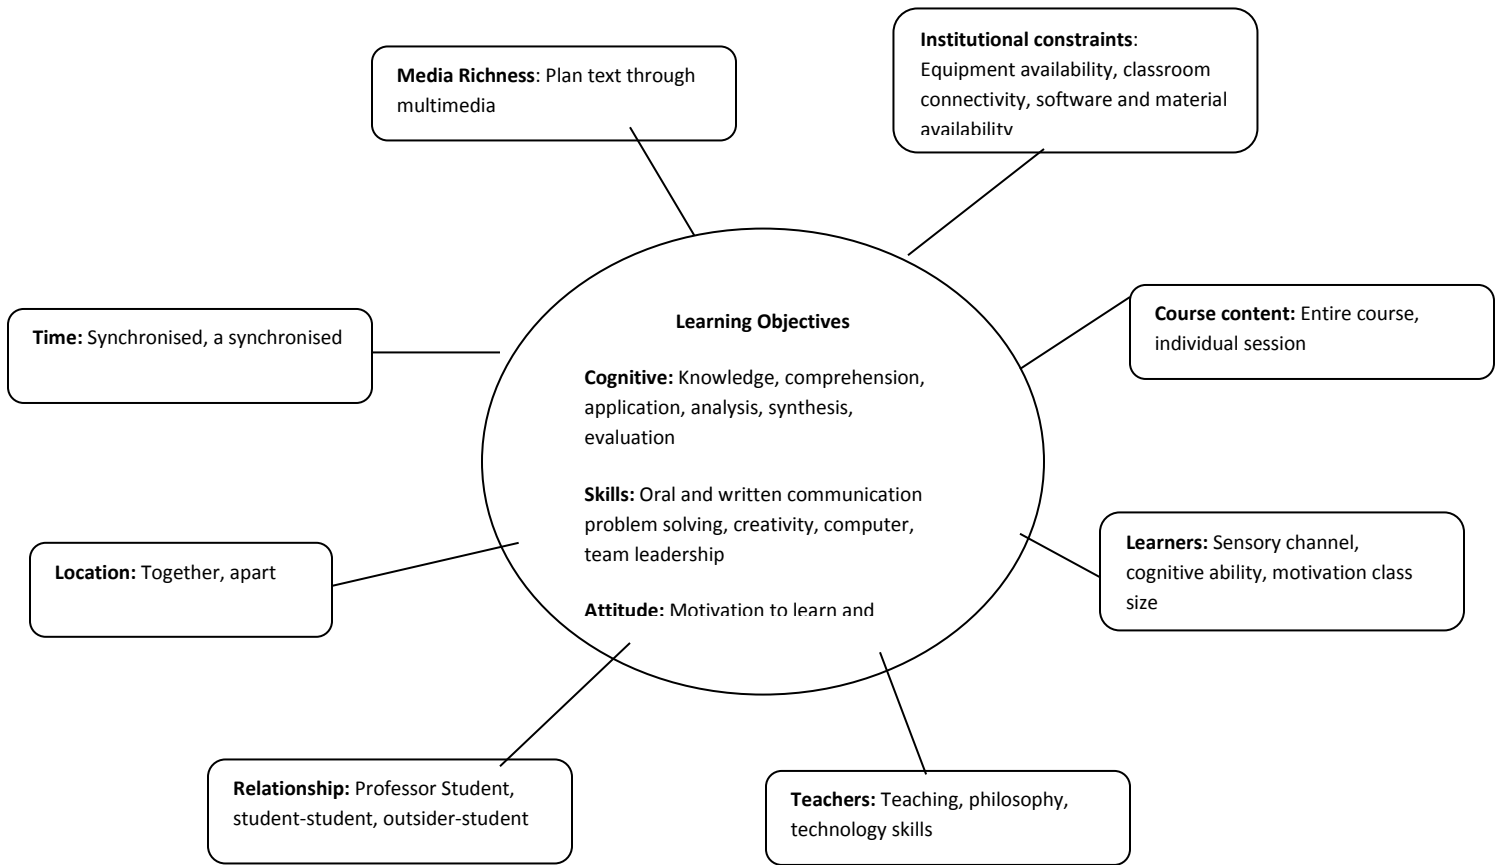 Institutional constraints:
Equipment availability, classroom
connectivity, software and material
availability
Media Richness: Plan text through
multimedia
Course content: Entire course,
individual session
Time: Synchronised, a synchronised
Learning Objectives
Cognitive: Knowledge, comprehension,
application, analysis, synthesis,
evaluation
Skills: Oral and written communication
problem solving, creativity, computer,
team leadership
Attitude: Motivation to learn and
Learners: Sensory channel,
cognitive ability, motivation class
size
Location: Together, apart
Relationship: Professor Student,
student-student, outsider-student
Teachers: Teaching, philosophy,
technology skills